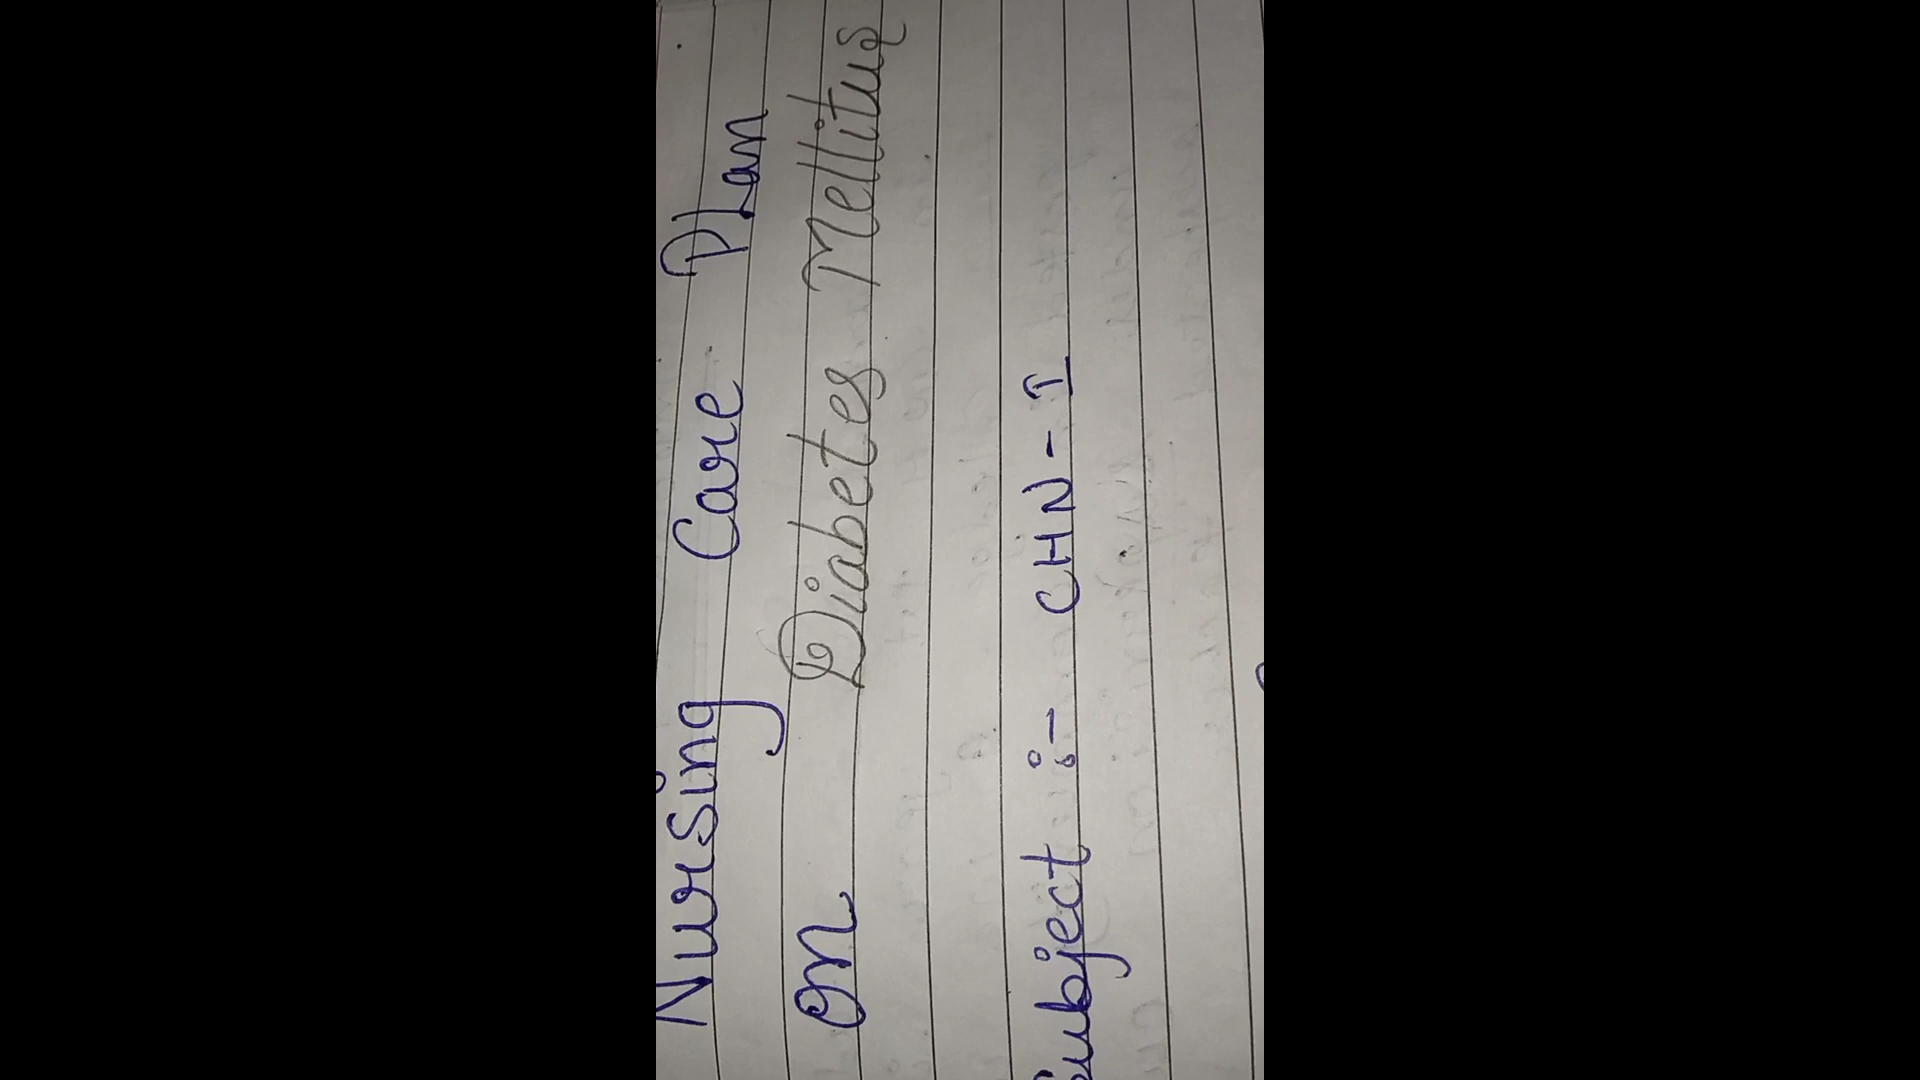 Nursing Care Plan
on Diabetes Mellitus
Subject :- CHN - I